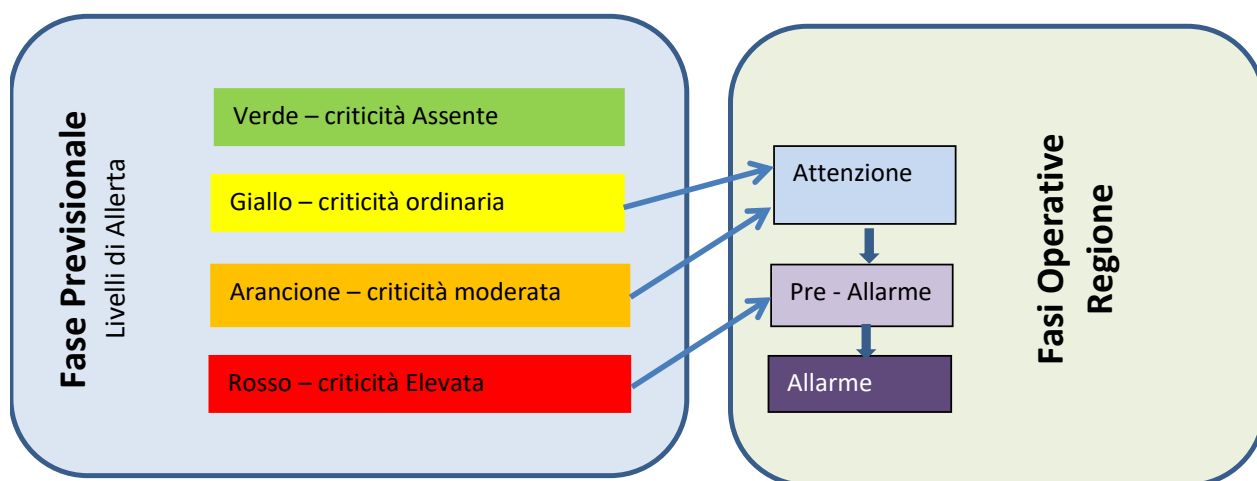 Fase Previsionale
Livelli di Allerta
Verde – criticità Assente
Giallo – criticità ordinaria
Arancione – criticità moderata
Rosso – criticità Elevata
Attenzione
Pre - Allarme
Allarme
Fasi Operative
Regione